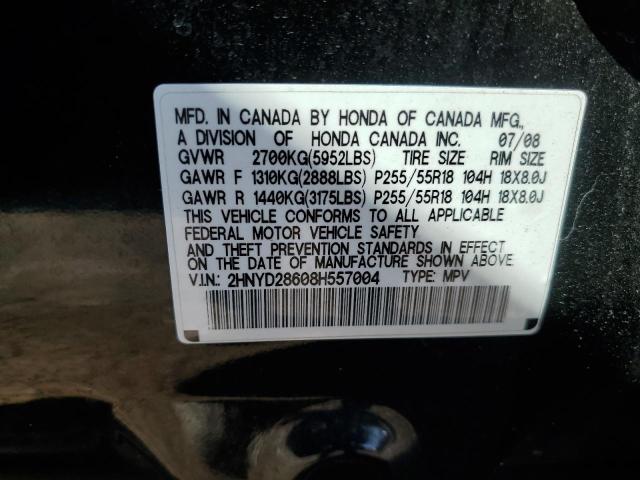 MFD. IN CANADA BY HONDA OF CANADA MFG.,
A DIVISION OF HONDA CANADA INC. 07/08
GVWR 2700KG(5952LBS) TIRE SIZE RIM SIZE
GAWR F 1310KG(2888LBS) P255/55R18 104H 18X8.0J
GAWR R 1440KG(3175LBS) P255/55R18 104H 18X8.0J
THIS VEHICLE CONFORMS TO ALL APPLICABLE
FEDERAL MOTOR VEHICLE SAFETY
AND THEFT PREVENTION STANDARDS IN EFFECT
ON THE DATE OF MANUFACTURE SHOWN ABOVE.
V.I.N.: 2HNYD28608H557004 TYPE: MPV